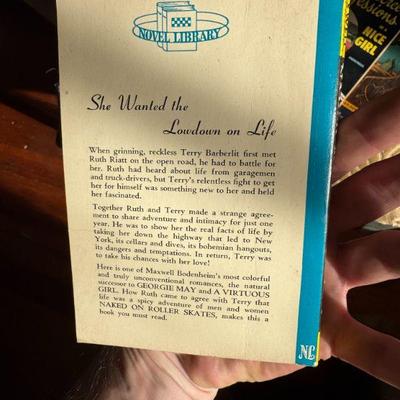 NOVEL LIBRARY
NICE
GIRL
She Wanted the
Lowdown on Life
When grinning, reckless Terry Barberlit first met
Ruth Riatt on the open road, he had to battle for
her. Ruth had heard about life from garagemen
and truck-drivers, but Terry's relentless fight to get
her for himself was something new to her and held
her fascinated.
Together Ruth and Terry made a strange agree-
ment to share adventure and intimacy for just one
year. He was to show her the real facts of life by
taking her down the highway that led to New
York, its cellars and dives, its bohemian hangouts,
its dangers and temptations. In return, Terry was
to take his chances with her love!
Here is one of Maxwell Bodenheim's most colorful
and truly unconventional romances, the natural
successor to GEORGIE MAY and A VIRTUOUS
GIRL. How Ruth came to agree with Terry that
life was a spicy adventure of men and women
NAKED ON ROLLER SKATES, makes this a
book you must read.
NL